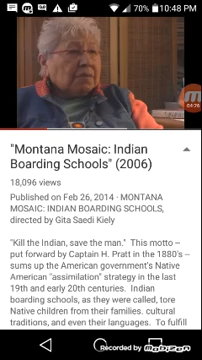 70% 10:48 PM
04:26
"Montana Mosaic: Indian
Boarding Schools" (2006)
18,096 views
Published on Feb 26, 2014 · MONTANA
MOSAIC: INDIAN BOARDING SCHOOLS,
directed by Gita Saedi Kiely
"Kill the Indian, save the man." This motto --
put forward by Captain H. Pratt in the 1880's --
sums up the American government's Native
American "assimilation" strategy in the last
19th and early 20th centuries. Indian
boarding schools, as they were called, tore
Native children from their families. cultural
traditions, and even their languages. To fulfill
Recorded by